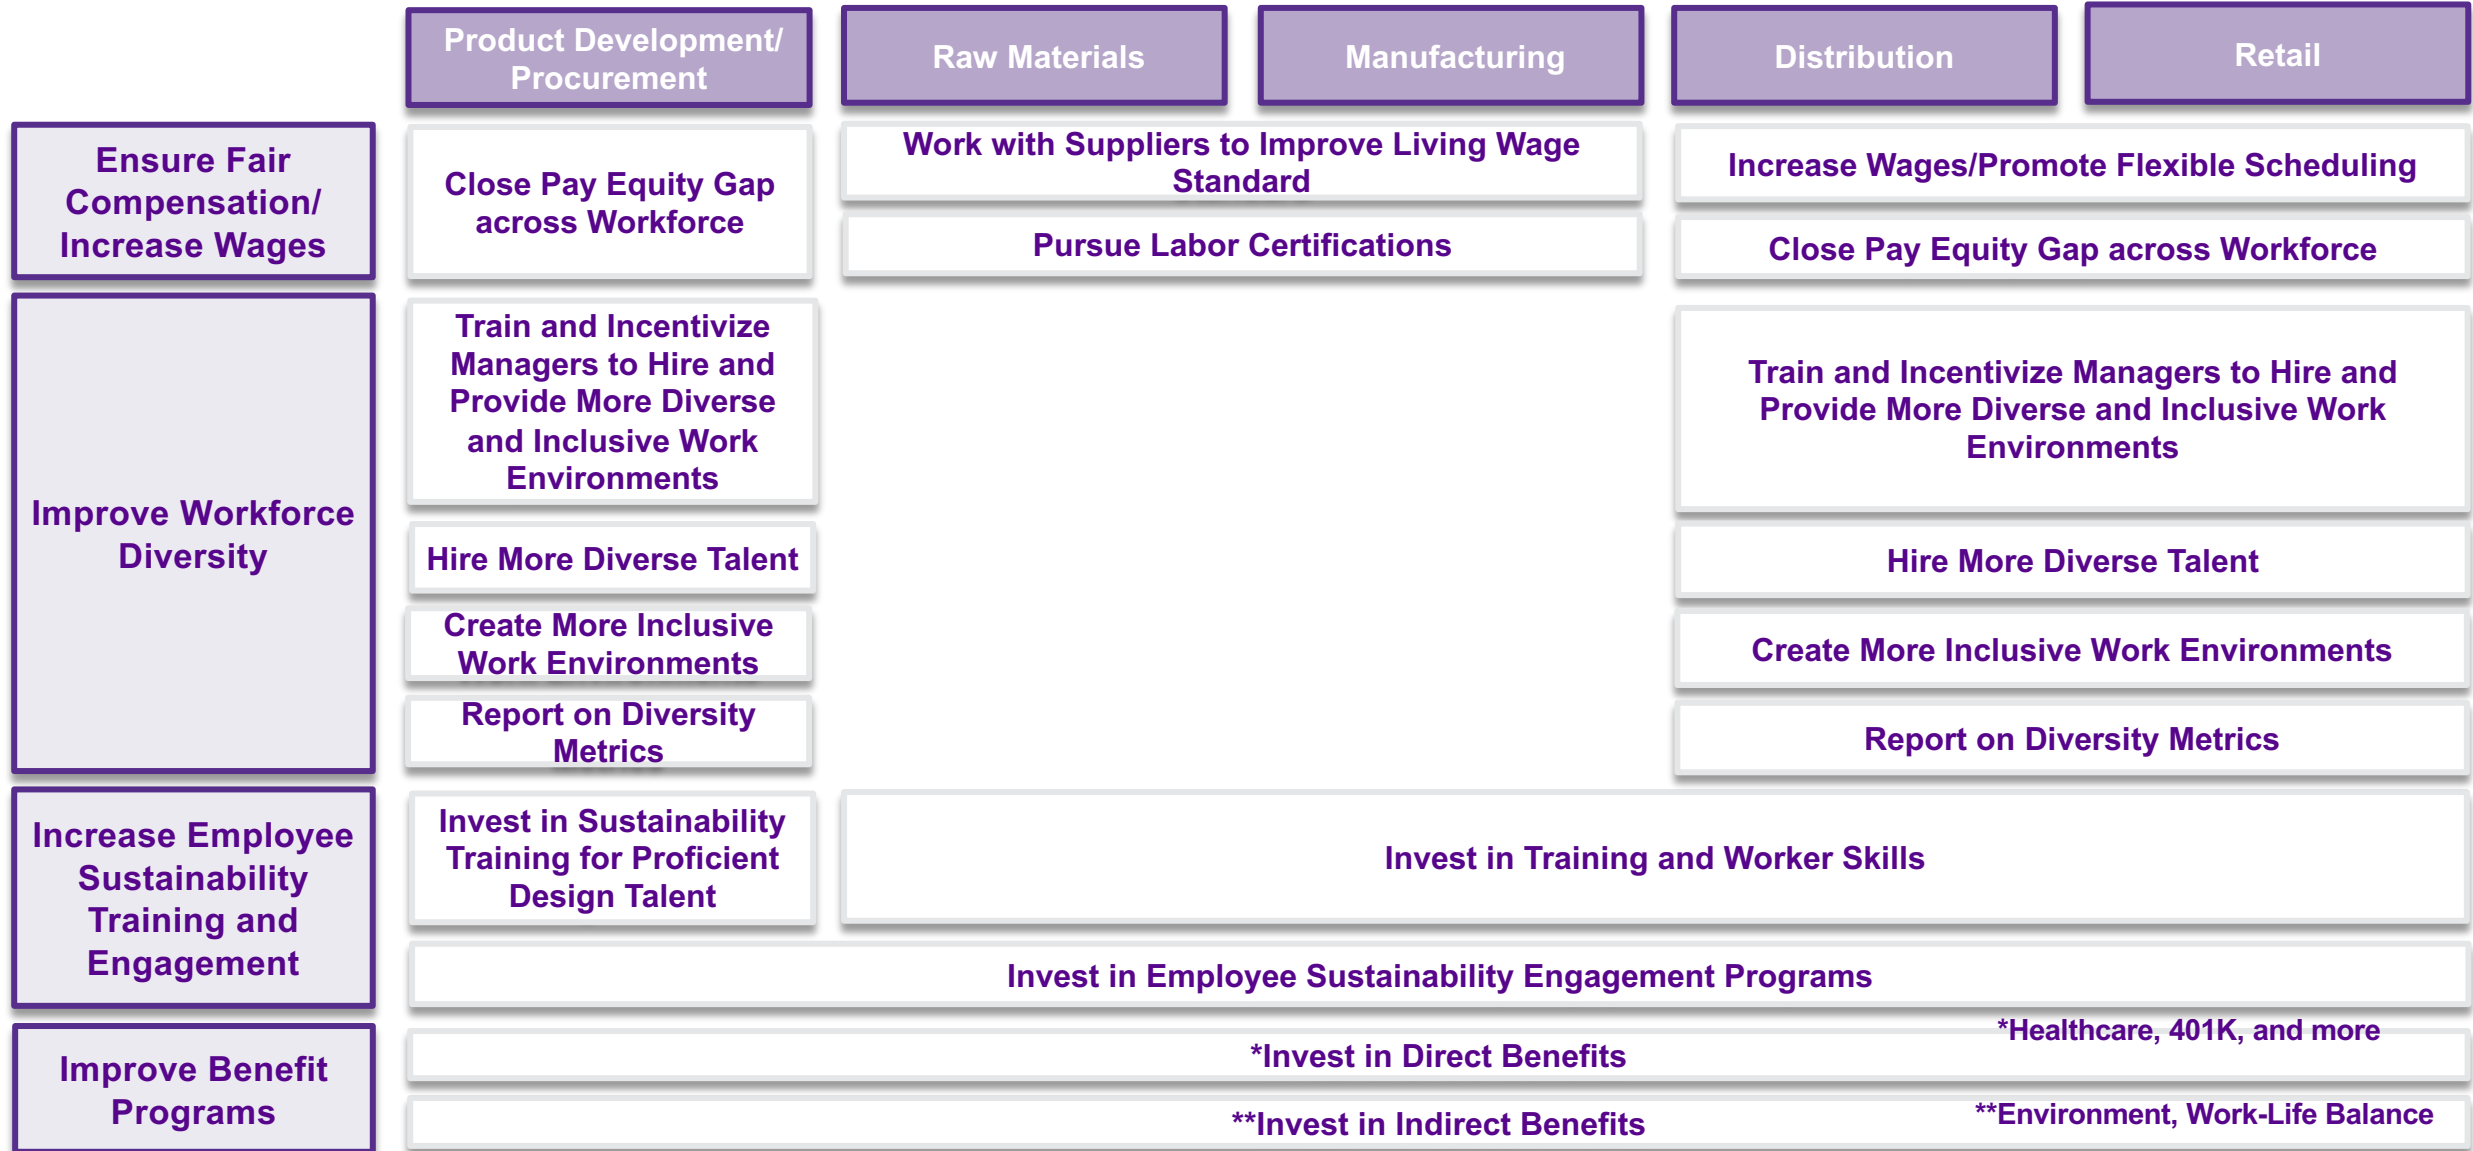 Product Development/
Procurement
Raw Materials
Manufacturing
Distribution
Retail
Ensure Fair
Compensation/
Increase Wages
Close Pay Equity Gap
across Workforce
Work with Suppliers to Improve Living Wage
Standard
Pursue Labor Certifications
Increase Wages/Promote Flexible Scheduling
Close Pay Equity Gap across Workforce
Improve Workforce
Diversity
Train and Incentivize
Managers to Hire and
Provide More Diverse
and Inclusive Work
Environments
Hire More Diverse Talent
Create More Inclusive
Work Environments
Report on Diversity
Metrics
Train and Incentivize Managers to Hire and
Provide More Diverse and Inclusive Work
Environments
Hire More Diverse Talent
Create More Inclusive Work Environments
Report on Diversity Metrics
Increase Employee
Sustainability
Training and
Engagement
Invest in Sustainability
Training for Proficient
Design Talent
Invest in Training and Worker Skills
Invest in Employee Sustainability Engagement Programs
Improve Benefit
Programs
*Invest in Direct Benefits
*Healthcare, 401K, and more
**Invest in Indirect Benefits
**Environment, Work-Life Balance